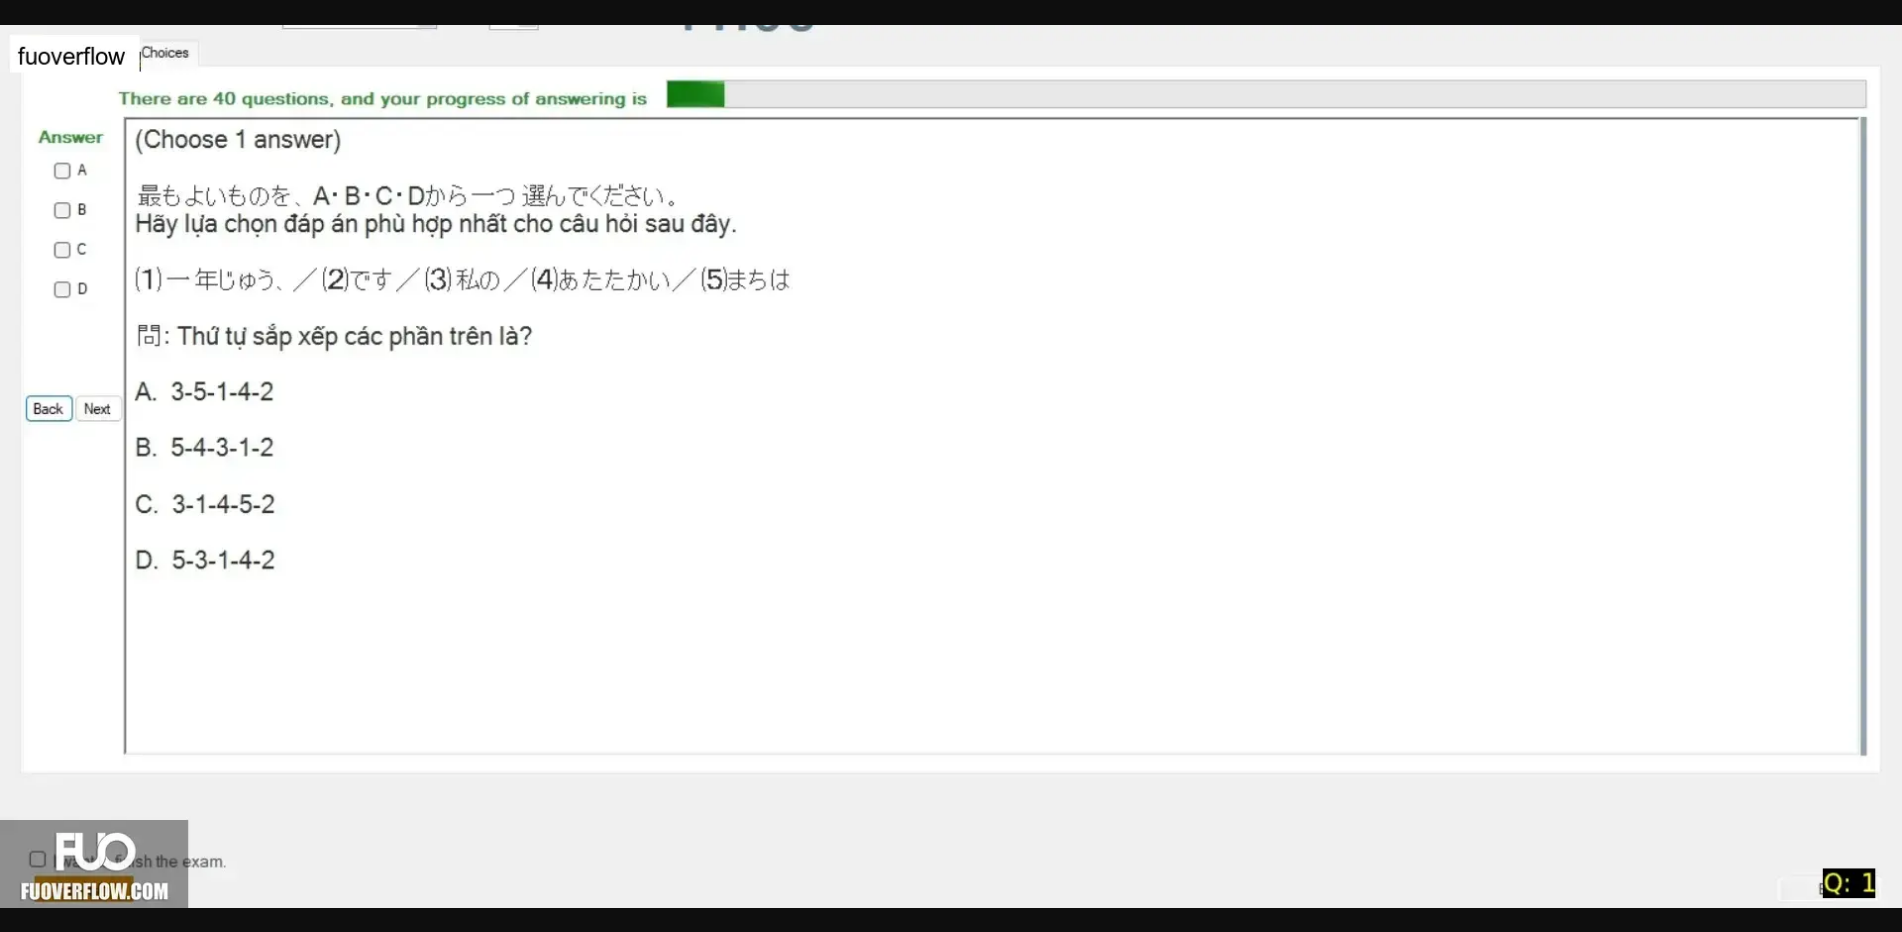 fuoverflow
Choices
There are 40 questions, and your progress of answering is
Answer
(Choose 1 answer)
A
B
C
D
最もよいものを、A・B・C・Dから一つ 選んでください。
Hãy lựa chọn đáp án phù hợp nhất cho câu hỏi sau đây.
(1)一年じゅう、／(2)です／(3)私の／(4)あたたかい／(5)まちは
問: Thứ tự sắp xếp các phần trên là?
A. 3-5-1-4-2
Back Next
B. 5-4-3-1-2
C. 3-1-4-5-2
D. 5-3-1-4-2
FUO
the exam.
FUOVERFLOW.COM
Q: 1